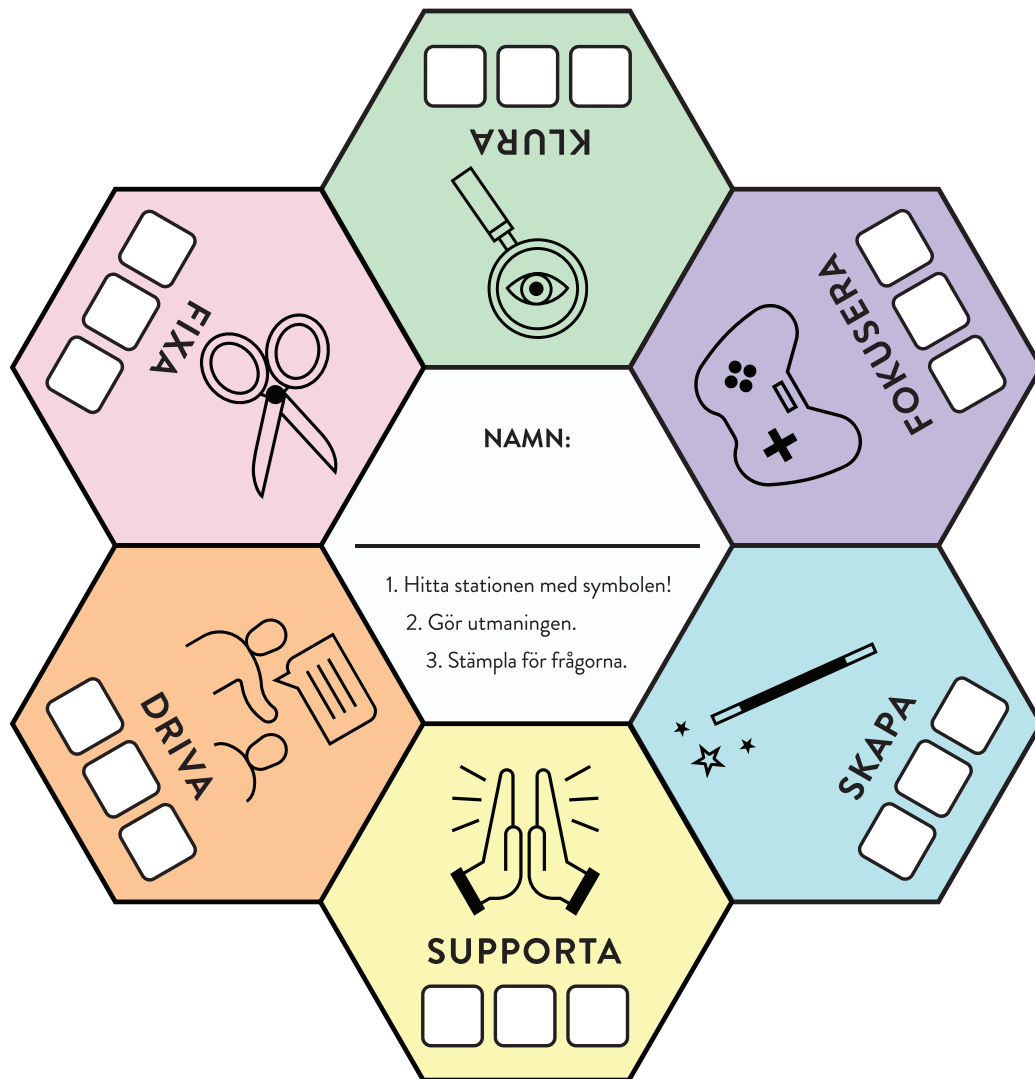 KLURA
FIXA
FOKUSERA
NAMN:
1. Hitta stationen med symbolen!
2. Gör utmaningen.
3. Stämpla för frågorna.
DRIVA
SKAPA
SUPPORTA